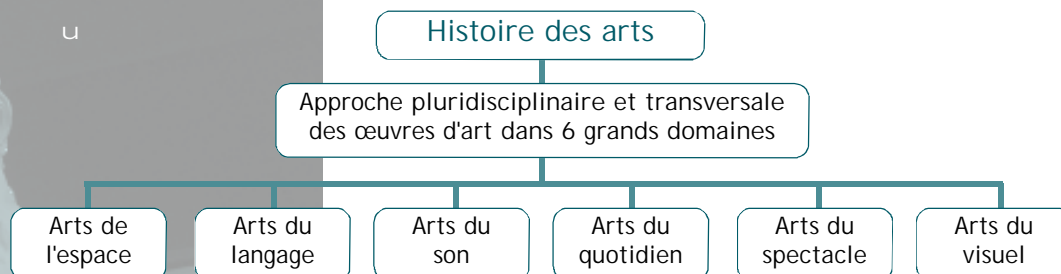 u
Histoire des arts
Approche pluridisciplinaire et transversale
des œuvres d'art dans 6 grands domaines
Arts de
l'espace
Arts du
langage
Arts du
son
Arts du
quotidien
Arts du
spectacle
Arts du
visuel